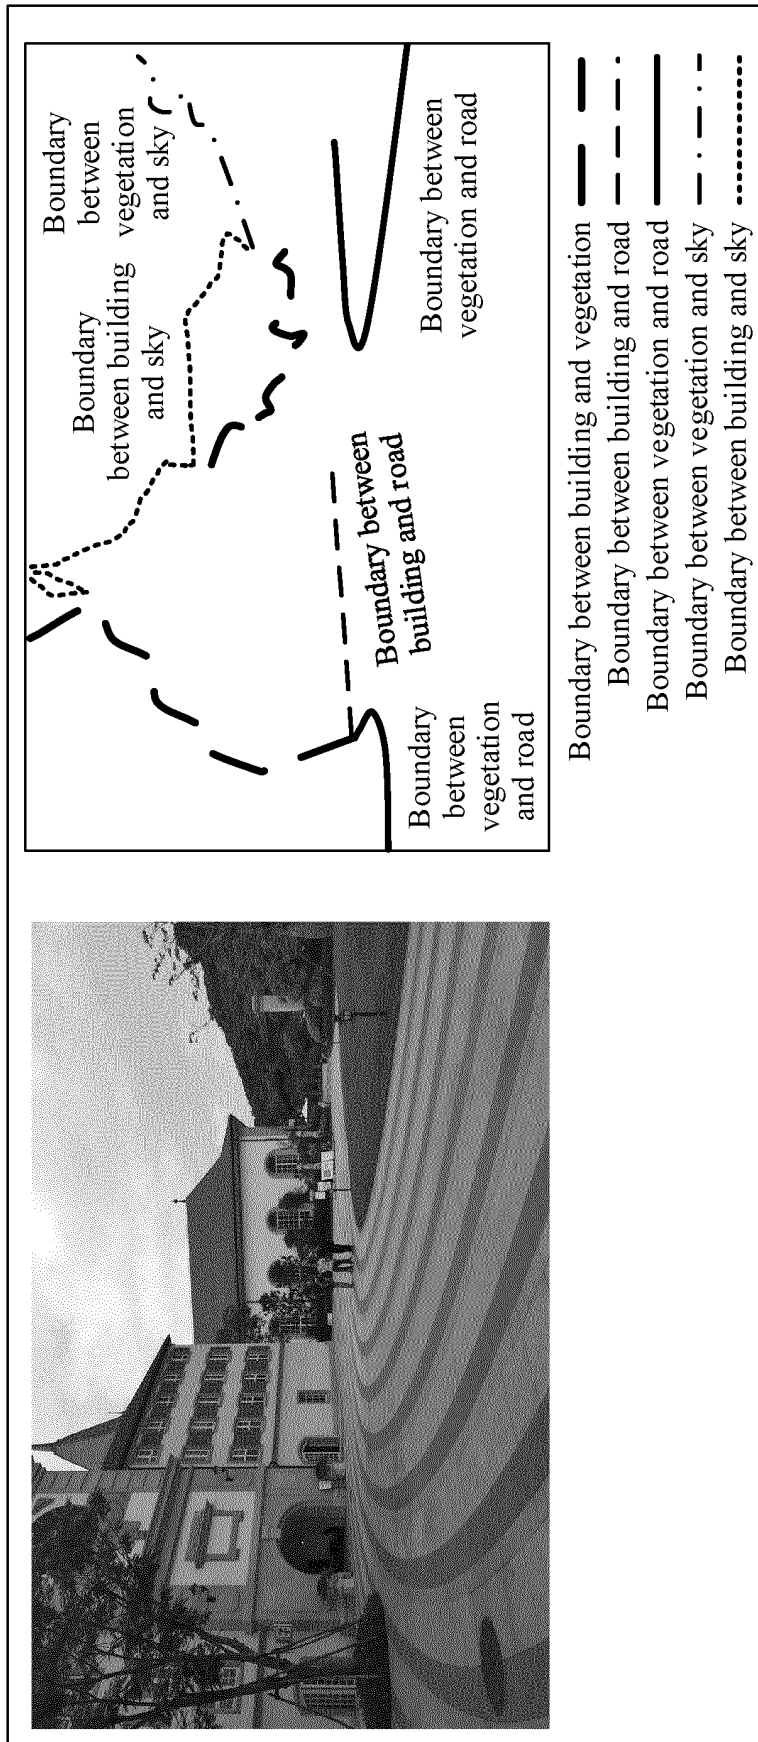 Boundary
between
vegetation
and sky
Boundary
between building
and sky
Boundary between
building and road
Boundary
between
vegetation
and road
Boundary between
vegetation and road
Boundary between building and vegetation
Boundary between building and road
Boundary between vegetation and road
Boundary between vegetation and sky
Boundary between building and sky